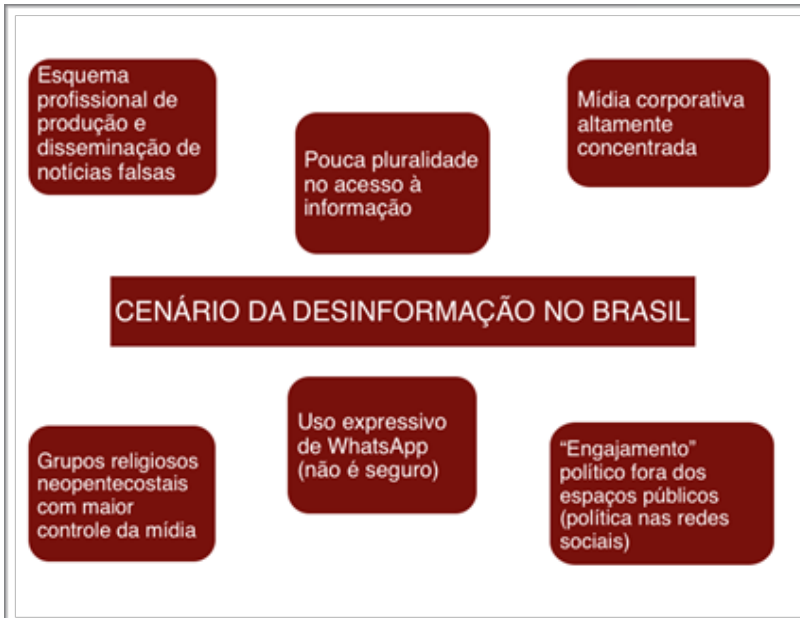 Esquema
profissional de
produção e
disseminação de
notícias falsas
Pouca pluralidade
no acesso à
informação
Mídia corporativa
altamente
concentrada
CENÁRIO DA DESINFORMAÇÃO NO BRASIL
Grupos religiosos
neopentecostais
com maior
controle da mídia
Uso expressivo
de WhatsApp
(não é seguro)
“Engajamento”
político fora dos
espaços públicos
(política nas redes
sociais)